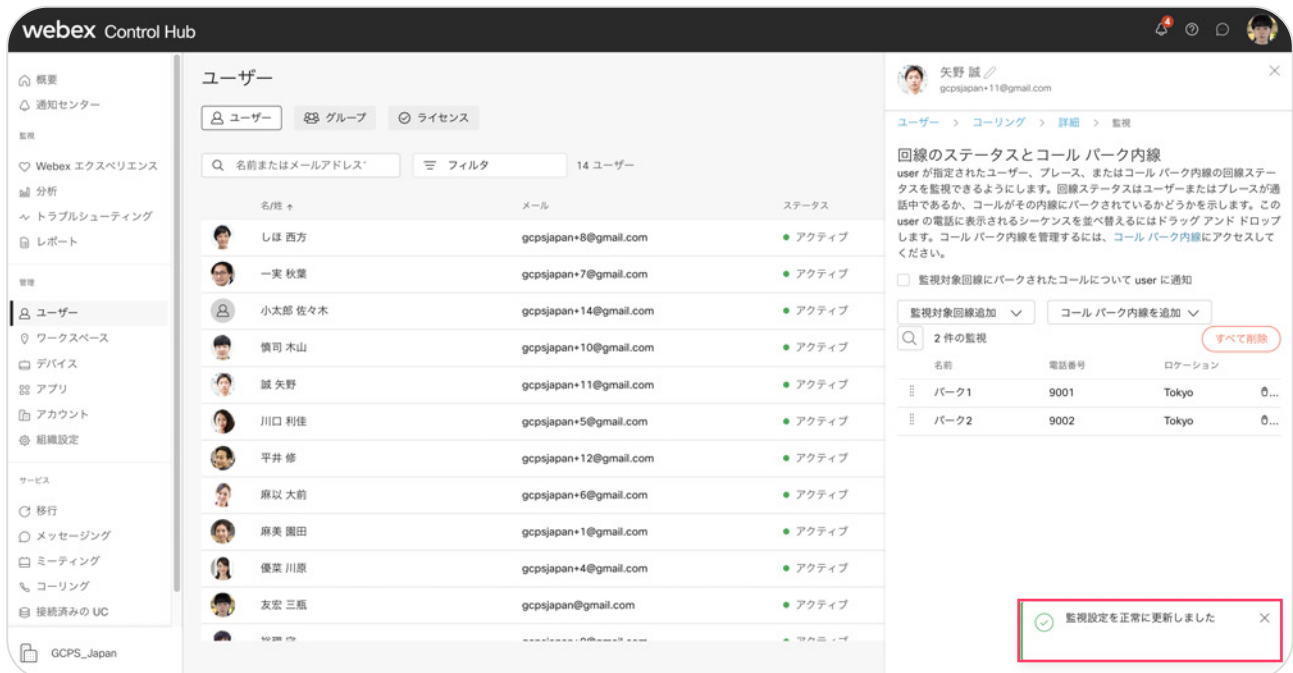 webex Control Hub
4
概要
通知センター
監視
Webex エクスペリエンス
分析
トラブルシューティング
レポート
管理
ユーザー
ワークスペース
デバイス
アプリ
アカウント
組織設定
サービス
移行
メッセージング
ミーティング
コーリング
接続済みの UC
GCPS_Japan
ユーザー
ユーザー グループ ライセンス
名前またはメールアドレス フィルタ 14 ユーザー
名/姓 ↑ メール ステータス
しほ 西方 gcpsjapan+8@gmail.com アクティブ
一実 秋葉 gcpsjapan+7@gmail.com アクティブ
小太郎 佐々木 gcpsjapan+14@gmail.com アクティブ
慎司 木山 gcpsjapan+10@gmail.com アクティブ
誠 矢野 gcpsjapan+11@gmail.com アクティブ
川口 利佳 gcpsjapan+5@gmail.com アクティブ
平井 修 gcpsjapan+12@gmail.com アクティブ
麻以 大前 gcpsjapan+6@gmail.com アクティブ
麻美 園田 gcpsjapan+1@gmail.com アクティブ
優菜 川原 gcpsjapan+4@gmail.com アクティブ
友宏 三瓶 gcpsjapan@gmail.com アクティブ
矢野 誠
gcpsjapan+11@gmail.com
ユーザー > コーリング > 詳細 > 監視
回線のステータスとコール パーク内線
user が指定されたユーザー、プレース、またはコール パーク内線の回線ステー
タスを監視できるようにします。回線ステータスはユーザーまたはプレースが通
話中であるか、コールがその内線にパークされているかどうかを示します。この
user の電話に表示されるシーケンスを並べ替えるにはドラッグ アンド ドロップ
します。コール パーク内線を管理するには、コール パーク内線にアクセスして
ください。
監視対象回線にパークされたコールについて user に通知
監視対象回線追加 コール パーク内線を追加
2 件の監視 すべて削除
名前 電話番号 ロケーション
パーク1 9001 Tokyo ...
パーク2 9002 Tokyo ...
監視設定を正常に更新しました